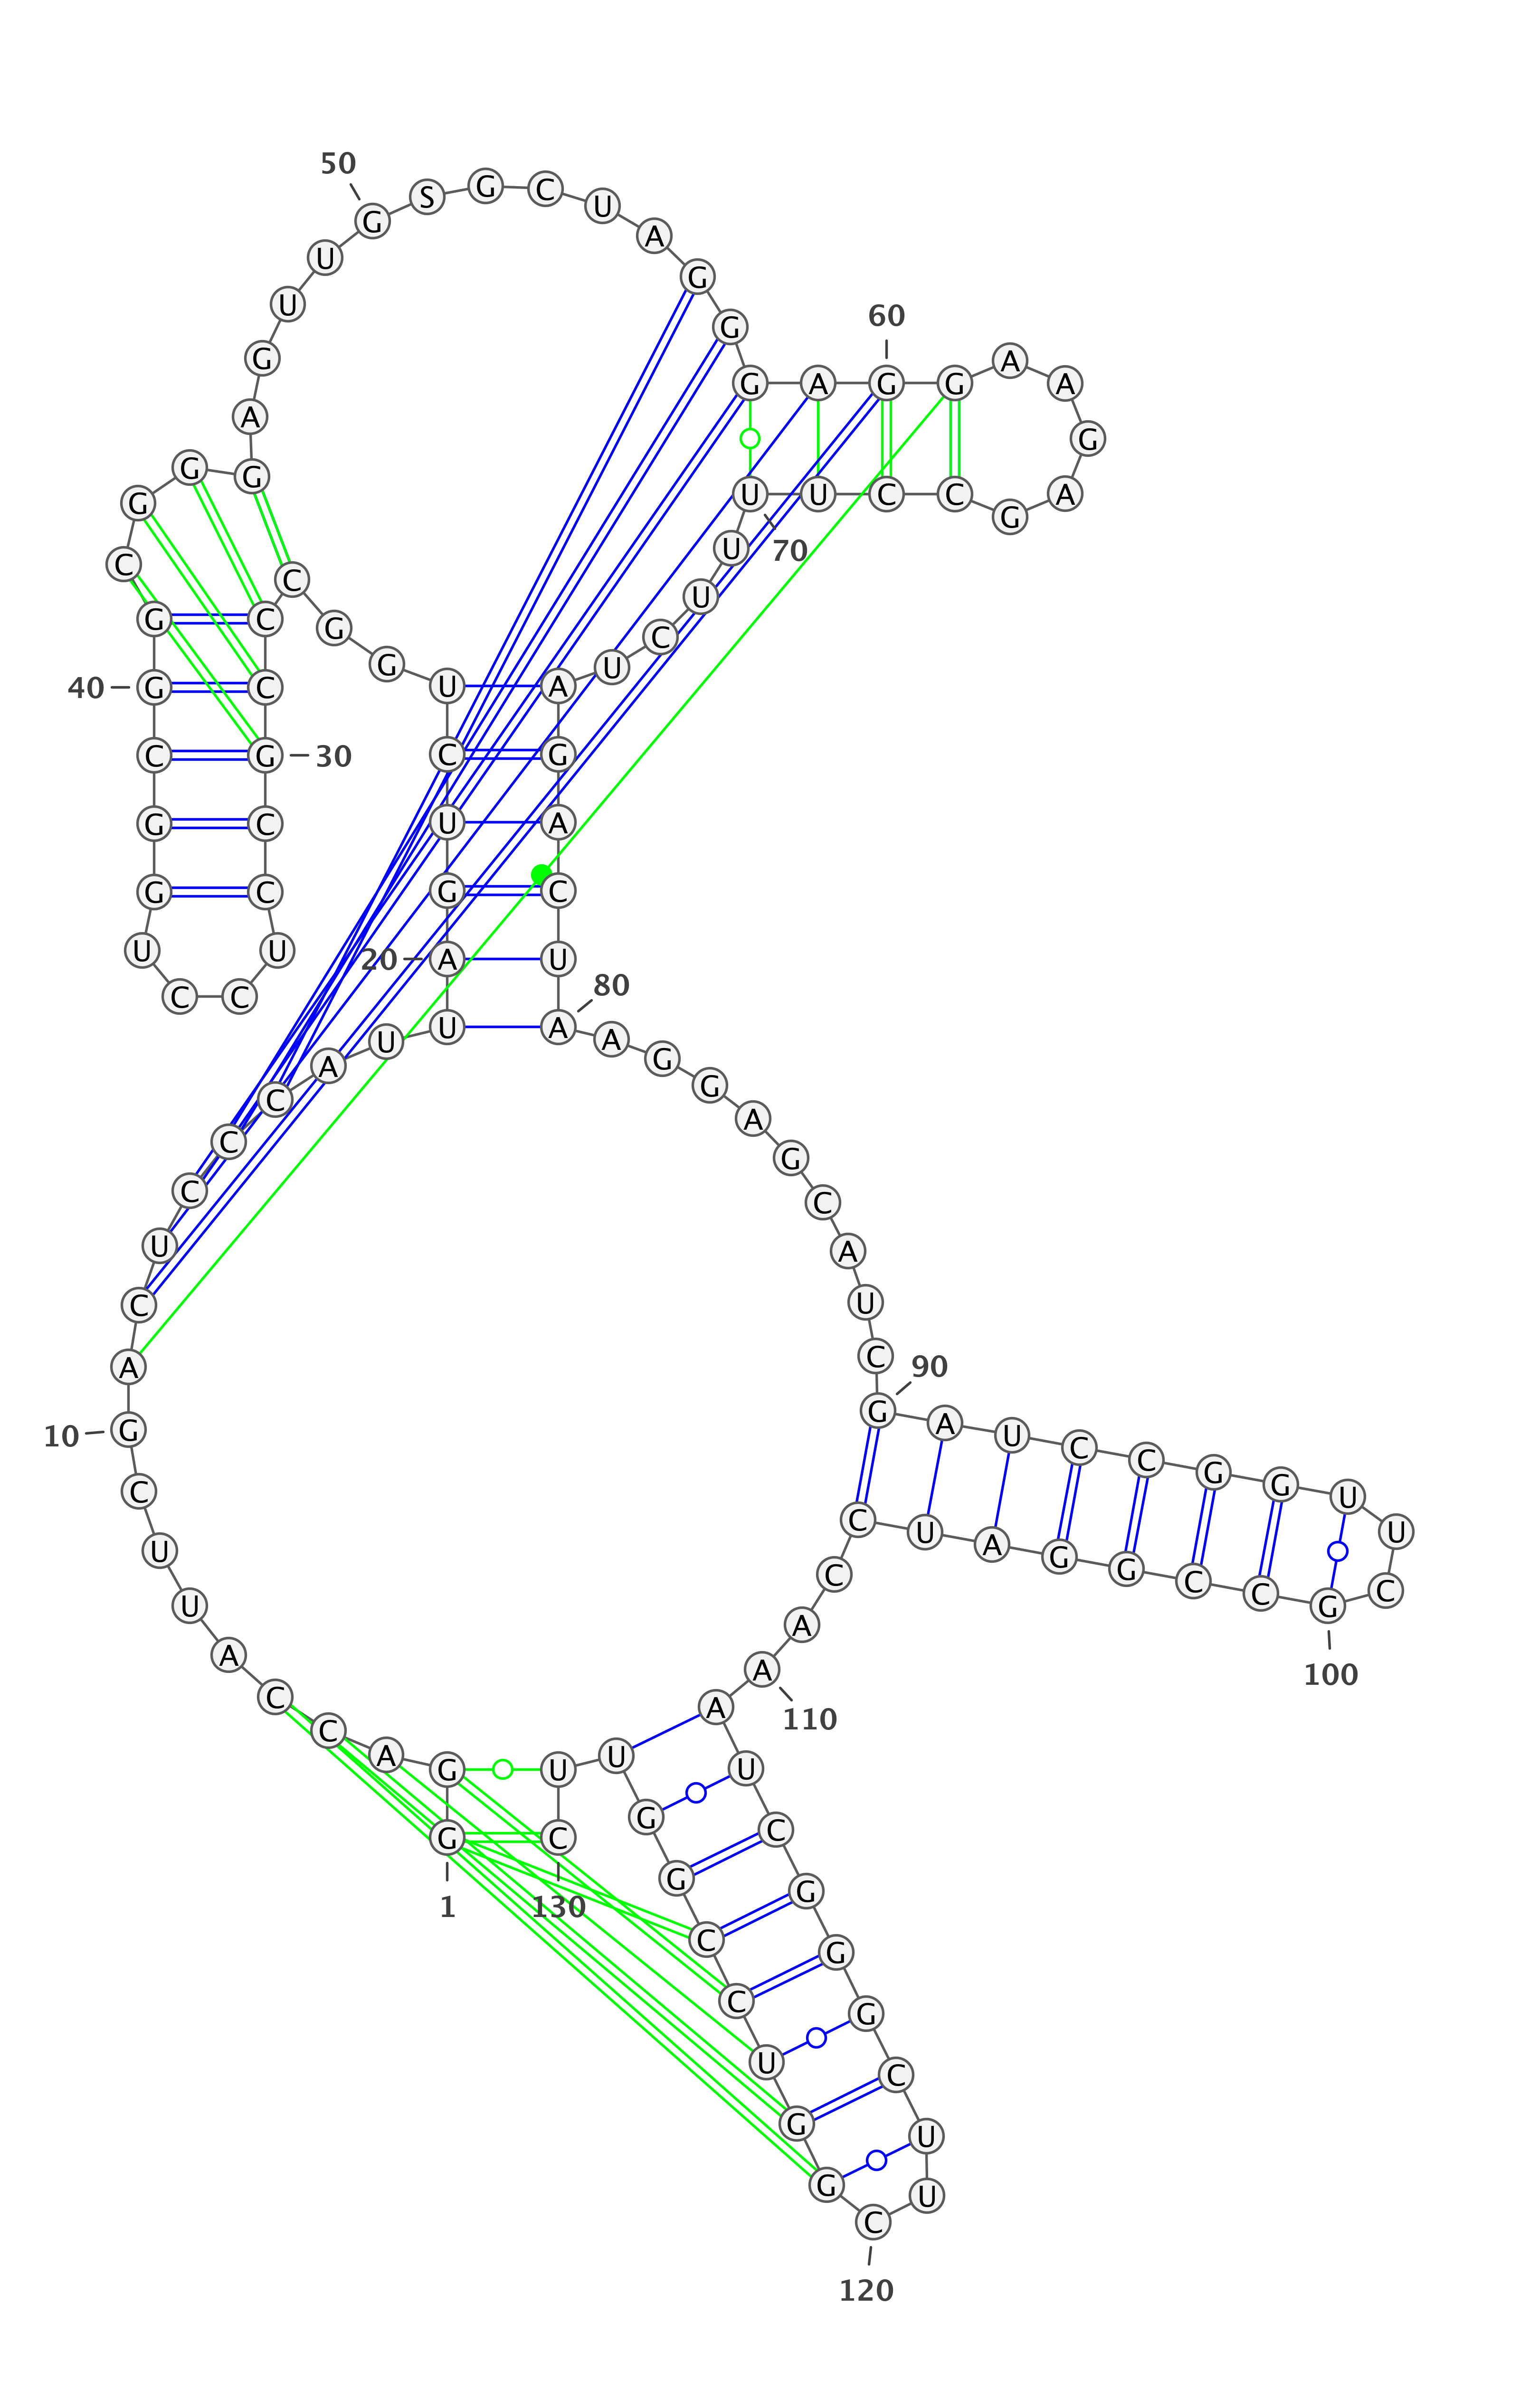 G G A C C A U U C G
A C U C C C A U U A
G U C U G G C C C G
C C U C C U G G C G
G C G G G A G U U G
S G C U A G G G A G
G A A G A G C C U U
U U C U A G A C U A
A G G A G C A U C G
A U C C G G U U C G
C C G G A U C C A A
A U C G G G C U U C
G G U C C G G U U C
1
10
20
30
40
50
60
70
80
90
100
110
120
130